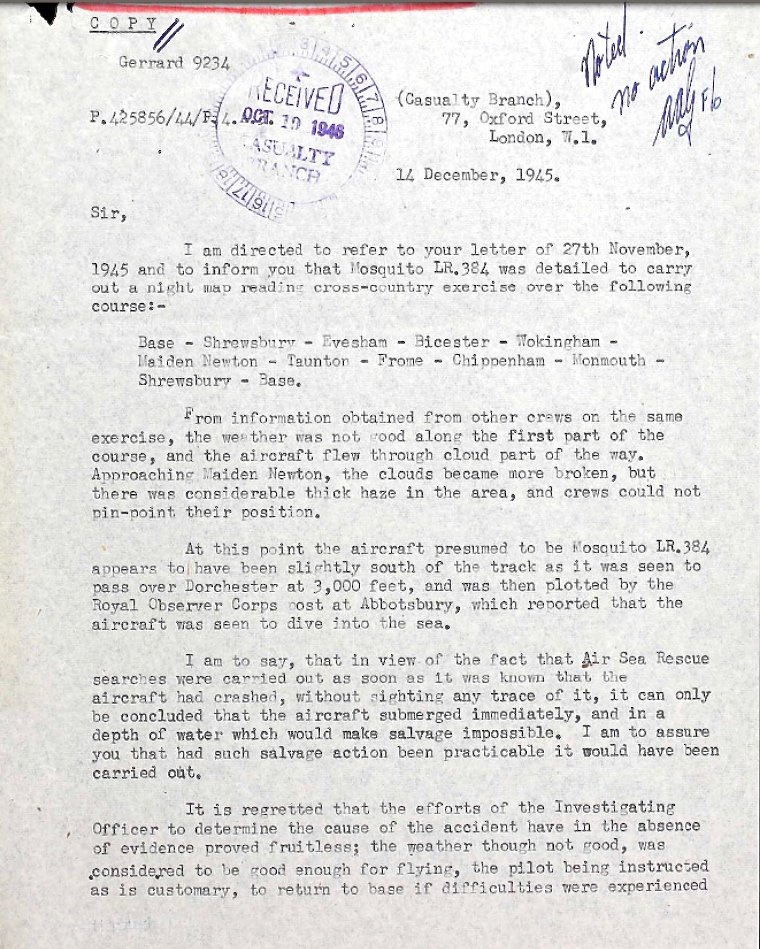 COPY
Noted.
no action
Gerrard 9234
RECEIVED
OCT 19 1946
CASUALTY
BRANCH
P.425856/44/P.4.
(Casualty Branch),
77, Oxford Street,
London, W.1.
14 December, 1945.
Sir,
I am directed to refer to your letter of 27th November,
1945 and to inform you that Mosquito LR.384 was detailed to carry
out a night map reading cross-country exercise over the following
course:-
Base - Shrewsbury - Evesham - Bicester - Wokingham -
Maiden Newton - Taunton - Frome - Chippenham - Monmouth -
Shrewsbury - Base.
From information obtained from other crews on the same
exercise, the weather was not good along the first part of the
course, and the aircraft flew through cloud part of the way.
Approaching Maiden Newton, the clouds became more broken, but
there was considerable thick haze in the area, and crews could not
pin-point their position.
At this point the aircraft presumed to be Mosquito LR.384
appears to have been slightly south of the track as it was seen to
pass over Dorchester at 3,000 feet, and was then plotted by the
Royal Observer Corps post at Abbotsbury, which reported that the
aircraft was seen to dive into the sea.
I am to say, that in view of the fact that Air Sea Rescue
searches were carried out as soon as it was known that the
aircraft had crashed, without sighting any trace of it, it can only
be concluded that the aircraft submerged immediately, and in a
depth of water which would make salvage impossible. I am to assure
you that had such salvage action been practicable it would have been
carried out.
It is regretted that the efforts of the Investigating
Officer to determine the cause of the accident have in the absence
of evidence proved fruitless; the weather though not good, was
considered to be good enough for flying, the pilot being instructed
as is customary, to return to base if difficulties were experienced